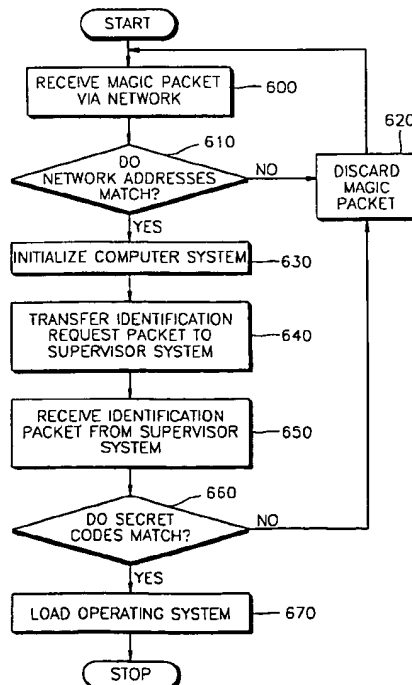 START
RECEIVE MAGIC PACKET
VIA NETWORK
600
610
DO
NETWORK ADDRESSES
MATCH?
NO
620
DISCARD
MAGIC
PACKET
YES
INITIALIZE COMPUTER SYSTEM
630
TRANSFER IDENTIFICATION
REQUEST PACKET TO
SUPERVISOR SYSTEM
640
RECEIVE IDENTIFICATION
PACKET FROM SUPERVISOR
SYSTEM
650
660
DO SECRET
CODES MATCH?
NO
YES
LOAD OPERATING SYSTEM
670
STOP